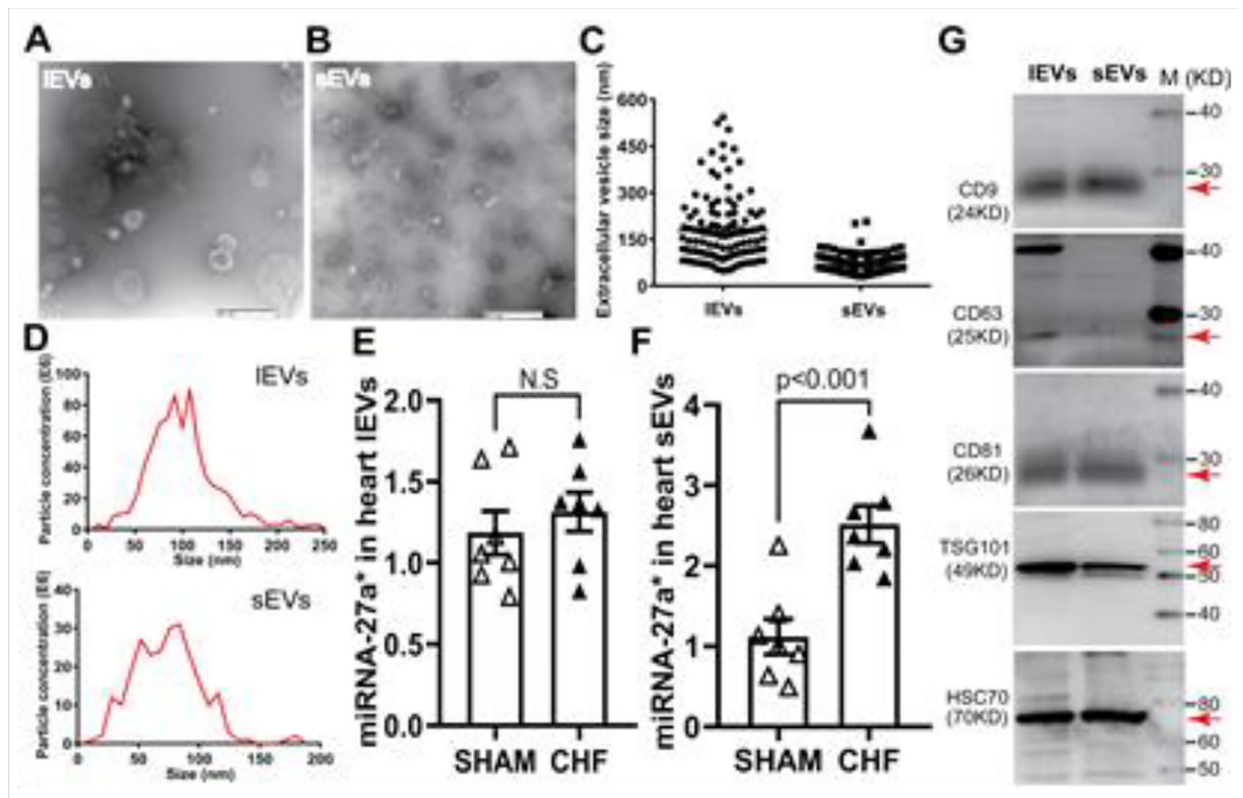 A
lEVs
B
sEVs
C
Extracellular vesicle size (nm)
600
450
300
150
0
lEVs
sEVs
D
Particle concentration (E6)
100
80
60
40
20
0
lEVs
0 50 100 150 200 250
Size (nm)
Particle concentration (E6)
40
30
20
10
0
sEVs
0 50 100 150 200
Size (nm)
E
miRNA-27a* in heart lEVs
N.S
2.0
1.5
1.0
0.5
0.0
SHAM CHF
F
miRNA-27a* in heart sEVs
p<0.001
4
3
2
1
0
SHAM CHF
G
lEVs sEVs M (KD)
CD9
(24KD)
40
30
CD63
(25KD)
40
30
CD81
(26KD)
40
30
TSG101
(49KD)
80
60
50
40
HSC70
(70KD)
80
60
50